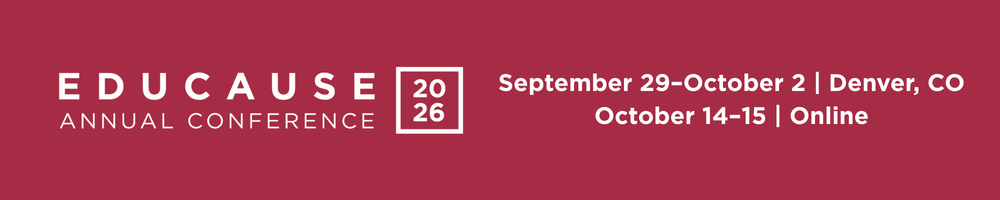 EDUCAUSE
ANNUAL CONFERENCE
20
26
September 29–October 2 | Denver, CO
October 14–15 | Online